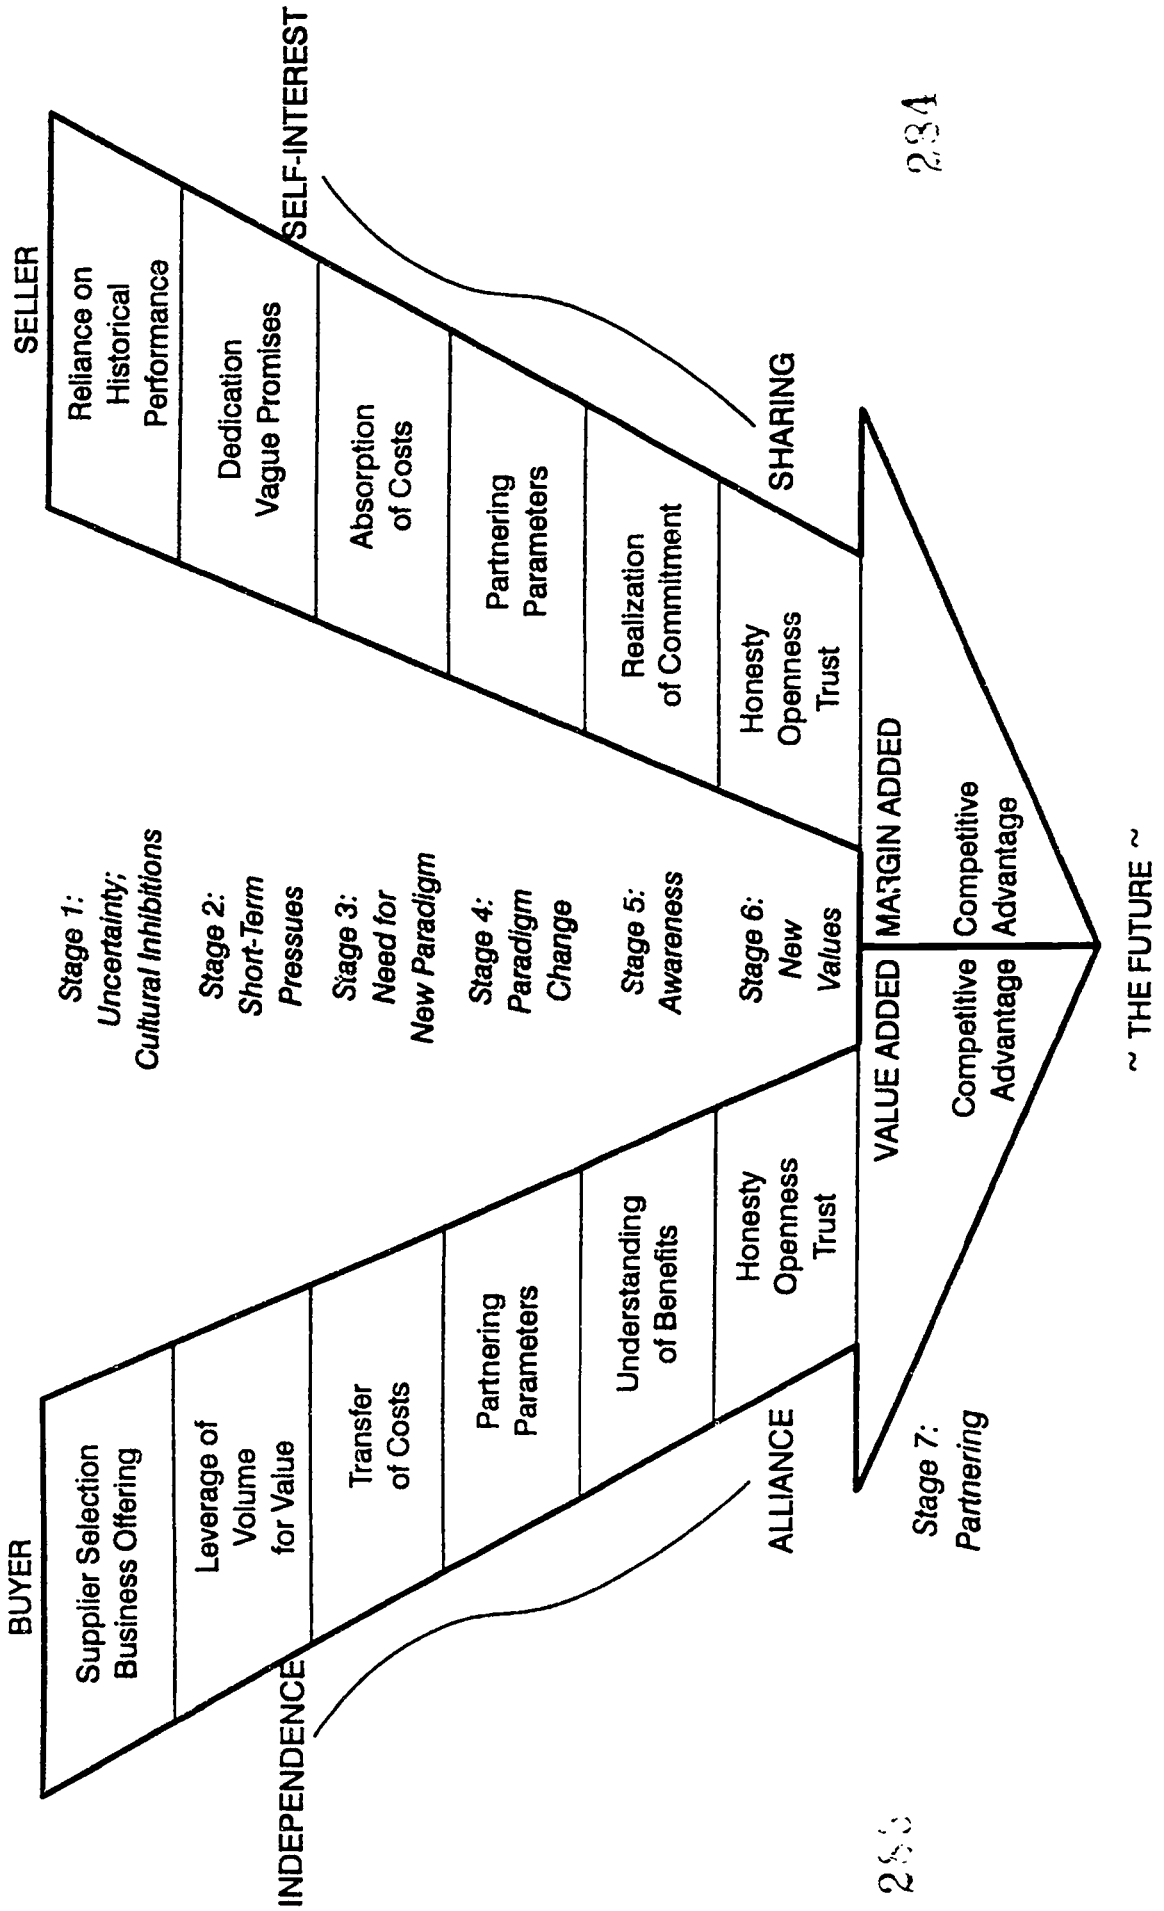 BUYER
SELLER
Supplier Selection
Business Offering
Stage 1:
Uncertainty;
Cultural Inhibitions
Reliance on
Historical
Performance
Leverage of
Volume
for Value
Stage 2:
Short-Term
Pressues
Dedication
Vague Promises
INDEPENDENCE
SELF-INTEREST
Transfer
of Costs
Stage 3:
Need for
New Paradigm
Absorption
of Costs
Partnering
Parameters
Stage 4:
Paradigm
Change
Partnering
Parameters
Understanding
of Benefits
Stage 5:
Awareness
Realization
of Commitment
ALLIANCE
SHARING
Honesty
Openness
Trust
Stage 6:
New
Values
Honesty
Openness
Trust
VALUE ADDED
MARGIN ADDED
Stage 7:
Partnering
Competitive
Advantage
Competitive
Advantage
~ THE FUTURE ~
284